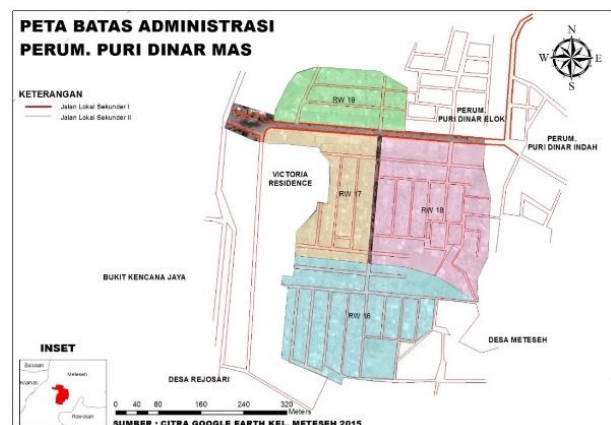 PETA BATAS ADMINISTRASI
PERUM. PURI DINAR MAS
N
W
E
S
KETERANGAN
Jalan Lokal Sekunder I
Jalan Lokal Sekunder II
RW 19
PERUM.
PURI DINAR ELOK
PERUM.
PURI DINAR INDAH
VICTORIA
RESIDENCE
RW 17
RW 18
BUKIT KENCANA JAYA
RW 16
DESA METESEH
DESA REJOSARI
INSET
Meteseh
Rowosari
0 40 80 160 240 320
Meters
SUMBER : CITRA GOOGLE EARTH KEL. METESEH 2015